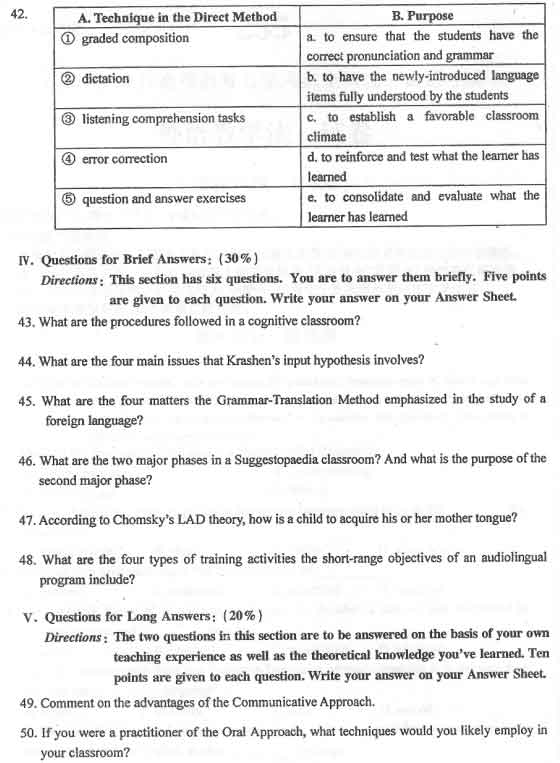 42.
A. Technique in the Direct Method B. Purpose
① graded composition a. to ensure that the students have the
correct pronunciation and grammar
② dictation b. to have the newly-introduced language
items fully understood by the students
③ listening comprehension tasks c. to establish a favorable classroom
climate
④ error correction d. to reinforce and test what the learner has
learned
⑤ question and answer exercises e. to consolidate and evaluate what the
learner has learned
Ⅳ. Questions for Brief Answers: (30%)
Directions: This section has six questions. You are to answer them briefly. Five points
are given to each question. Write your answer on your Answer Sheet.
43. What are the procedures followed in a cognitive classroom?
44. What are the four main issues that Krashen's input hypothesis involves?
45. What are the four matters the Grammar-Translation Method emphasized in the study of a
foreign language?
46. What are the two major phases in a Suggestopaedia classroom? And what is the purpose of the
second major phase?
47. According to Chomsky's LAD theory, how is a child to acquire his or her mother tongue?
48. What are the four types of training activities the short-range objectives of an audiolingual
program include?
Ⅴ. Questions for Long Answers: (20%)
Directions: The two questions in this section are to be answered on the basis of your own
teaching experience as well as the theoretical knowledge you've learned. Ten
points are given to each question. Write your answer on your Answer Sheet.
49. Comment on the advantages of the Communicative Approach.
50. If you were a practitioner of the Oral Approach, what techniques would you likely employ in
your classroom?